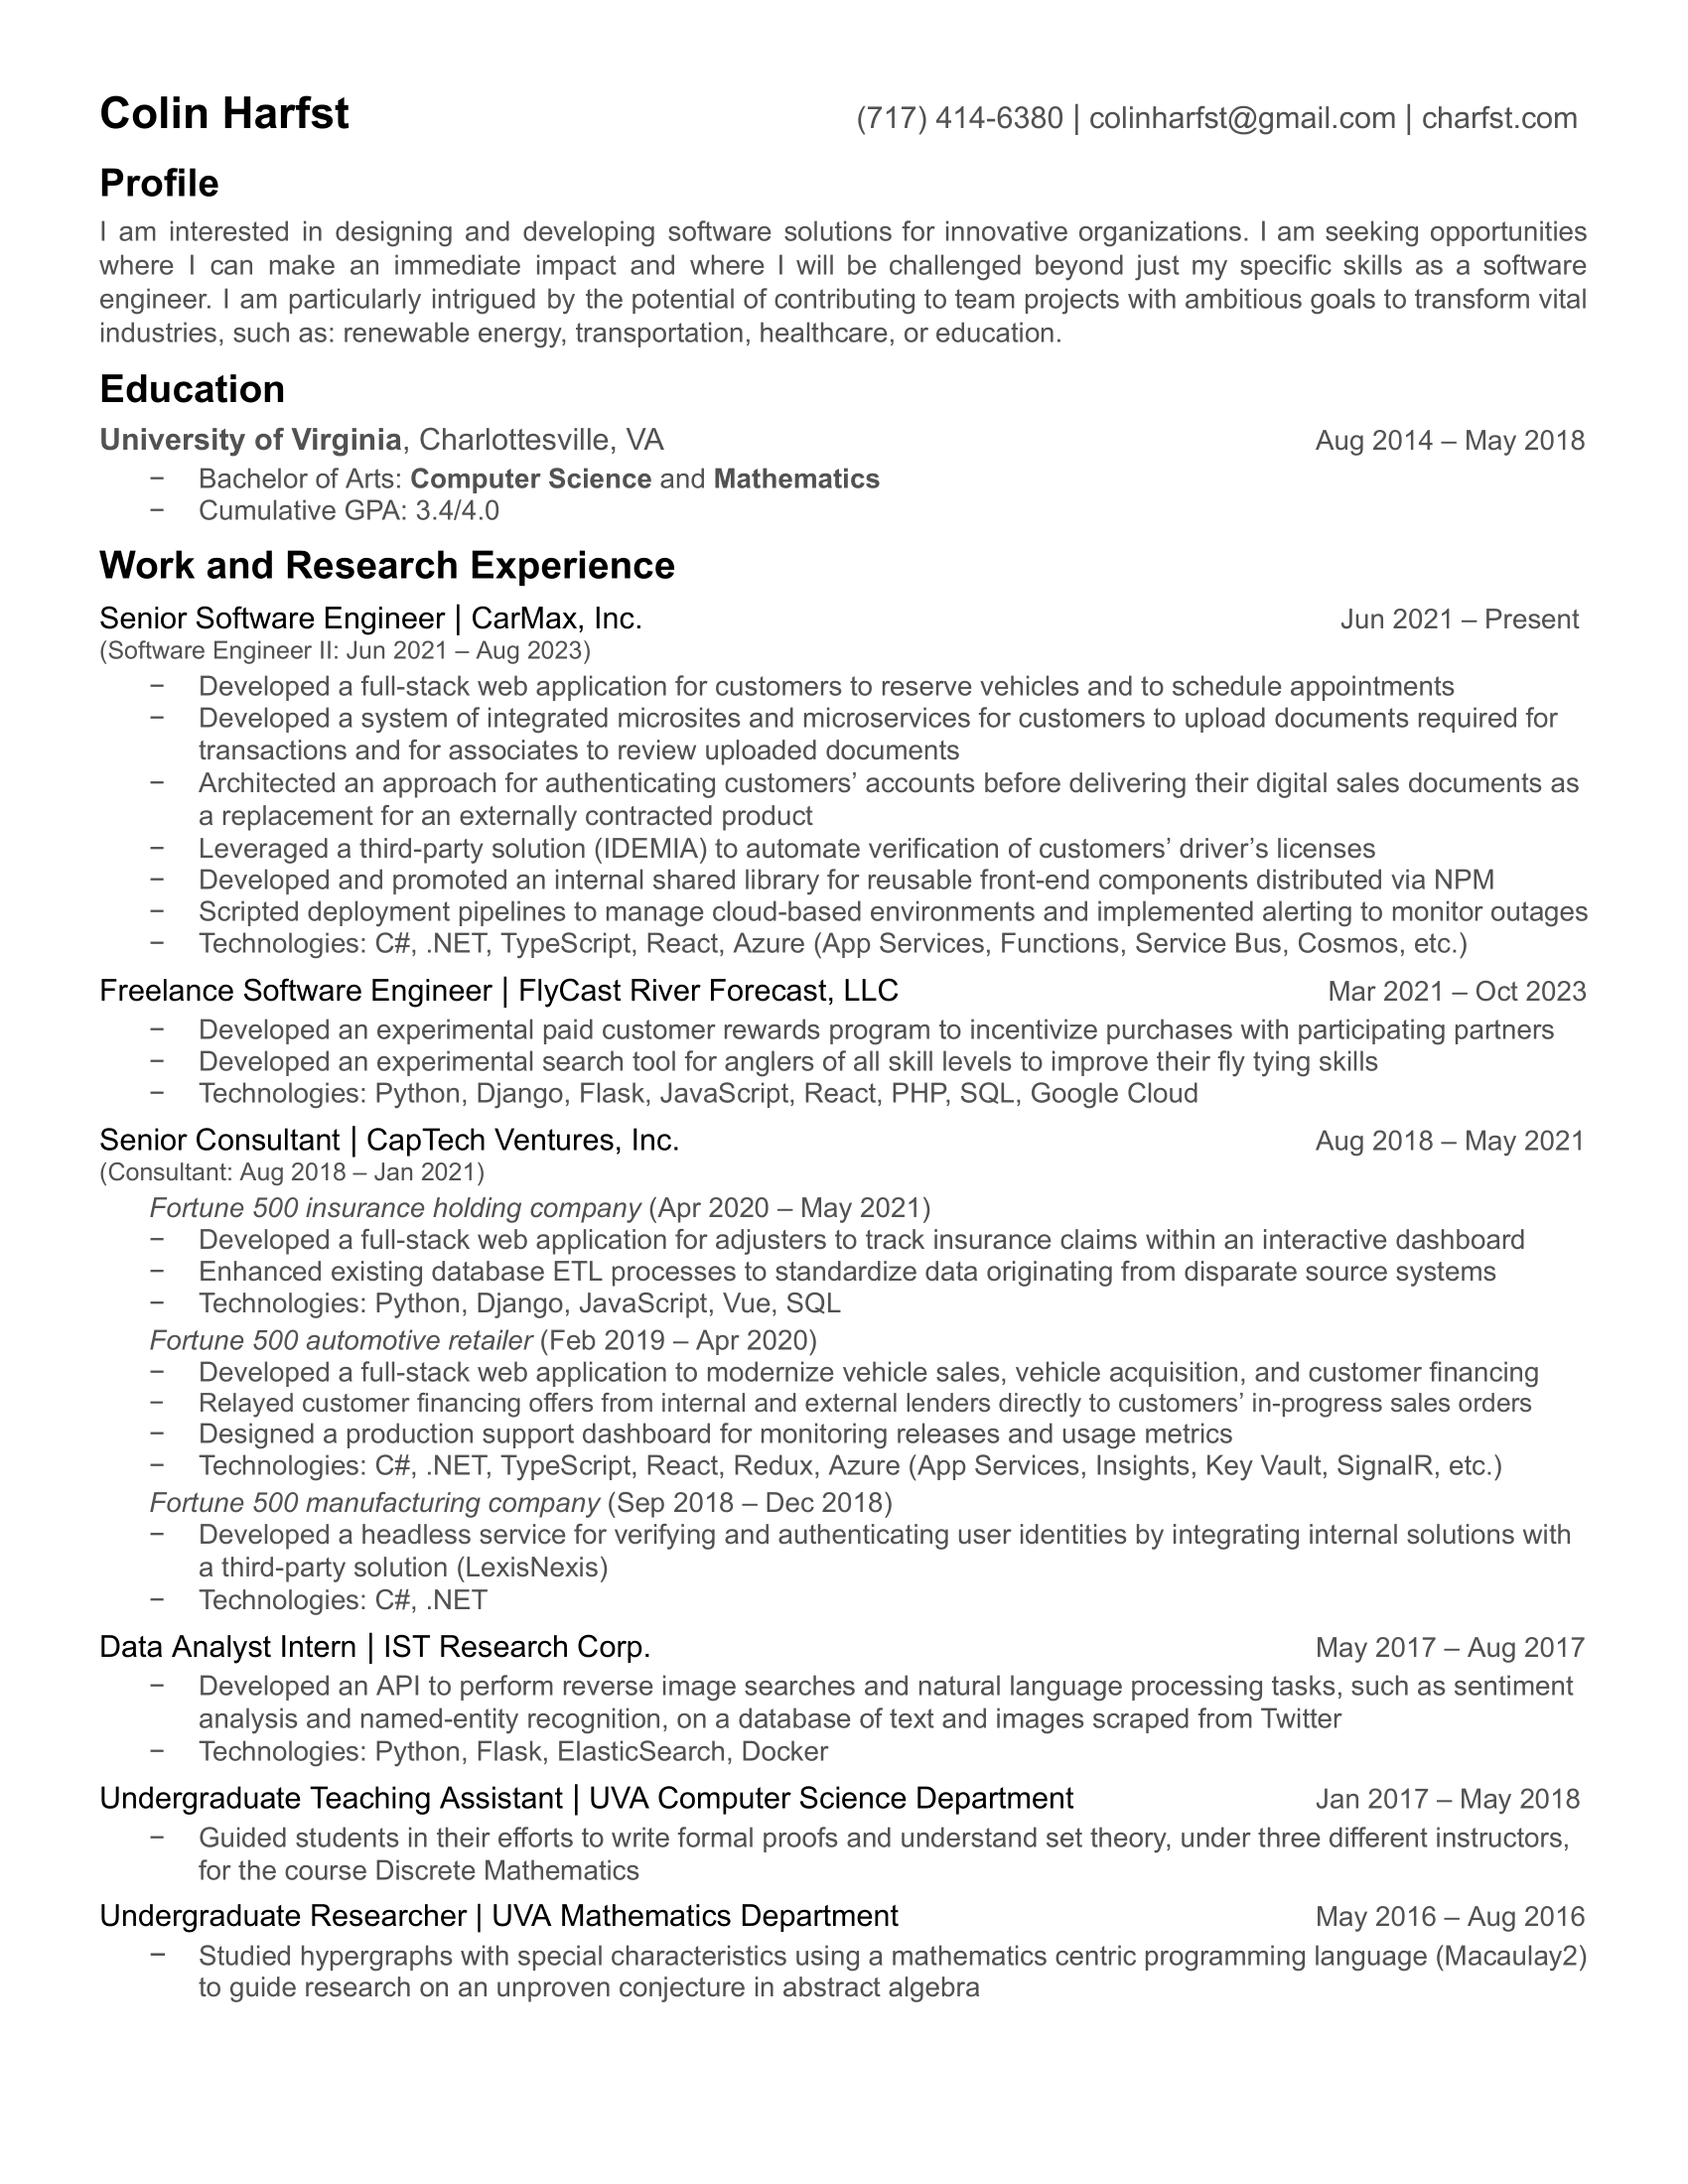 Colin Harfst (717) 414-6380 | colinharfst@gmail.com | charfst.com
Profile
I am interested in designing and developing software solutions for innovative organizations. I am seeking opportunities
where I can make an immediate impact and where I will be challenged beyond just my specific skills as a software
engineer. I am particularly intrigued by the potential of contributing to team projects with ambitious goals to transform vital
industries, such as: renewable energy, transportation, healthcare, or education.
Education
University of Virginia, Charlottesville, VA Aug 2014 – May 2018
− Bachelor of Arts: Computer Science and Mathematics
− Cumulative GPA: 3.4/4.0
Work and Research Experience
Senior Software Engineer | CarMax, Inc. Jun 2021 – Present
(Software Engineer II: Jun 2021 – Aug 2023)
− Developed a full-stack web application for customers to reserve vehicles and to schedule appointments
− Developed a system of integrated microsites and microservices for customers to upload documents required for
transactions and for associates to review uploaded documents
− Architected an approach for authenticating customers’ accounts before delivering their digital sales documents as
a replacement for an externally contracted product
− Leveraged a third-party solution (IDEMIA) to automate verification of customers’ driver’s licenses
− Developed and promoted an internal shared library for reusable front-end components distributed via NPM
− Scripted deployment pipelines to manage cloud-based environments and implemented alerting to monitor outages
− Technologies: C#, .NET, TypeScript, React, Azure (App Services, Functions, Service Bus, Cosmos, etc.)
Freelance Software Engineer | FlyCast River Forecast, LLC Mar 2021 – Oct 2023
− Developed an experimental paid customer rewards program to incentivize purchases with participating partners
− Developed an experimental search tool for anglers of all skill levels to improve their fly tying skills
− Technologies: Python, Django, Flask, JavaScript, React, PHP, SQL, Google Cloud
Senior Consultant | CapTech Ventures, Inc. Aug 2018 – May 2021
(Consultant: Aug 2018 – Jan 2021)
Fortune 500 insurance holding company (Apr 2020 – May 2021)
− Developed a full-stack web application for adjusters to track insurance claims within an interactive dashboard
− Enhanced existing database ETL processes to standardize data originating from disparate source systems
− Technologies: Python, Django, JavaScript, Vue, SQL
Fortune 500 automotive retailer (Feb 2019 – Apr 2020)
− Developed a full-stack web application to modernize vehicle sales, vehicle acquisition, and customer financing
− Relayed customer financing offers from internal and external lenders directly to customers’ in-progress sales orders
− Designed a production support dashboard for monitoring releases and usage metrics
− Technologies: C#, .NET, TypeScript, React, Redux, Azure (App Services, Insights, Key Vault, SignalR, etc.)
Fortune 500 manufacturing company (Sep 2018 – Dec 2018)
− Developed a headless service for verifying and authenticating user identities by integrating internal solutions with
a third-party solution (LexisNexis)
− Technologies: C#, .NET
Data Analyst Intern | IST Research Corp. May 2017 – Aug 2017
− Developed an API to perform reverse image searches and natural language processing tasks, such as sentiment
analysis and named-entity recognition, on a database of text and images scraped from Twitter
− Technologies: Python, Flask, ElasticSearch, Docker
Undergraduate Teaching Assistant | UVA Computer Science Department Jan 2017 – May 2018
− Guided students in their efforts to write formal proofs and understand set theory, under three different instructors,
for the course Discrete Mathematics
Undergraduate Researcher | UVA Mathematics Department May 2016 – Aug 2016
− Studied hypergraphs with special characteristics using a mathematics centric programming language (Macaulay2)
to guide research on an unproven conjecture in abstract algebra